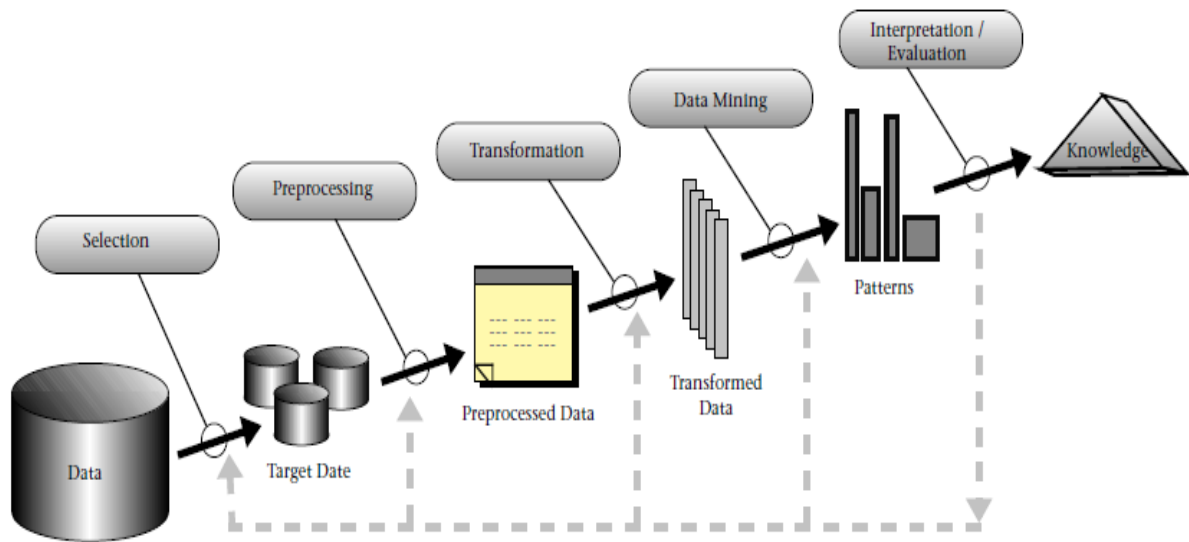 Interpretation /
Evaluation
Data Mining
Transformation
Preprocessing
Selection
Knowledge
Patterns
Transformed
Data
Preprocessed Data
Target Date
Data